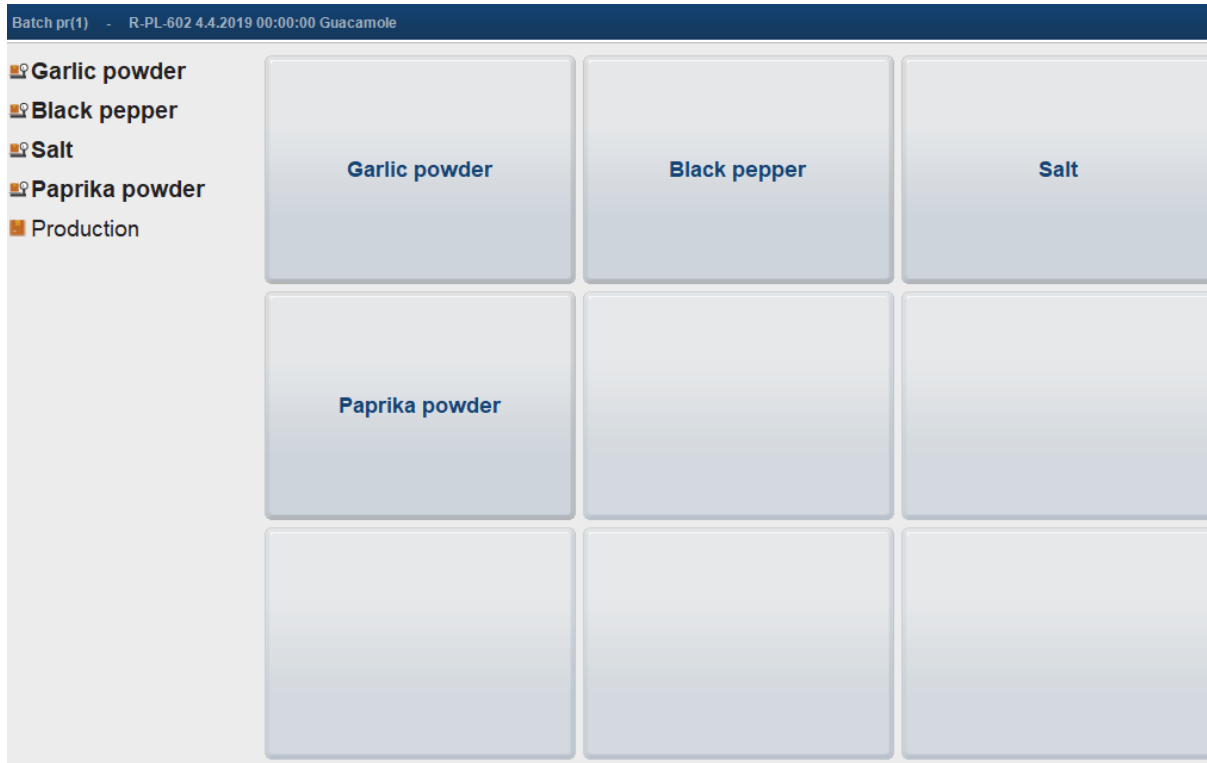 Batch pr(1) - R-PL-602 4.4.2019 00:00:00 Guacamole
Garlic powder
Black pepper
Salt
Paprika powder
Production
Garlic powder
Black pepper
Salt
Paprika powder